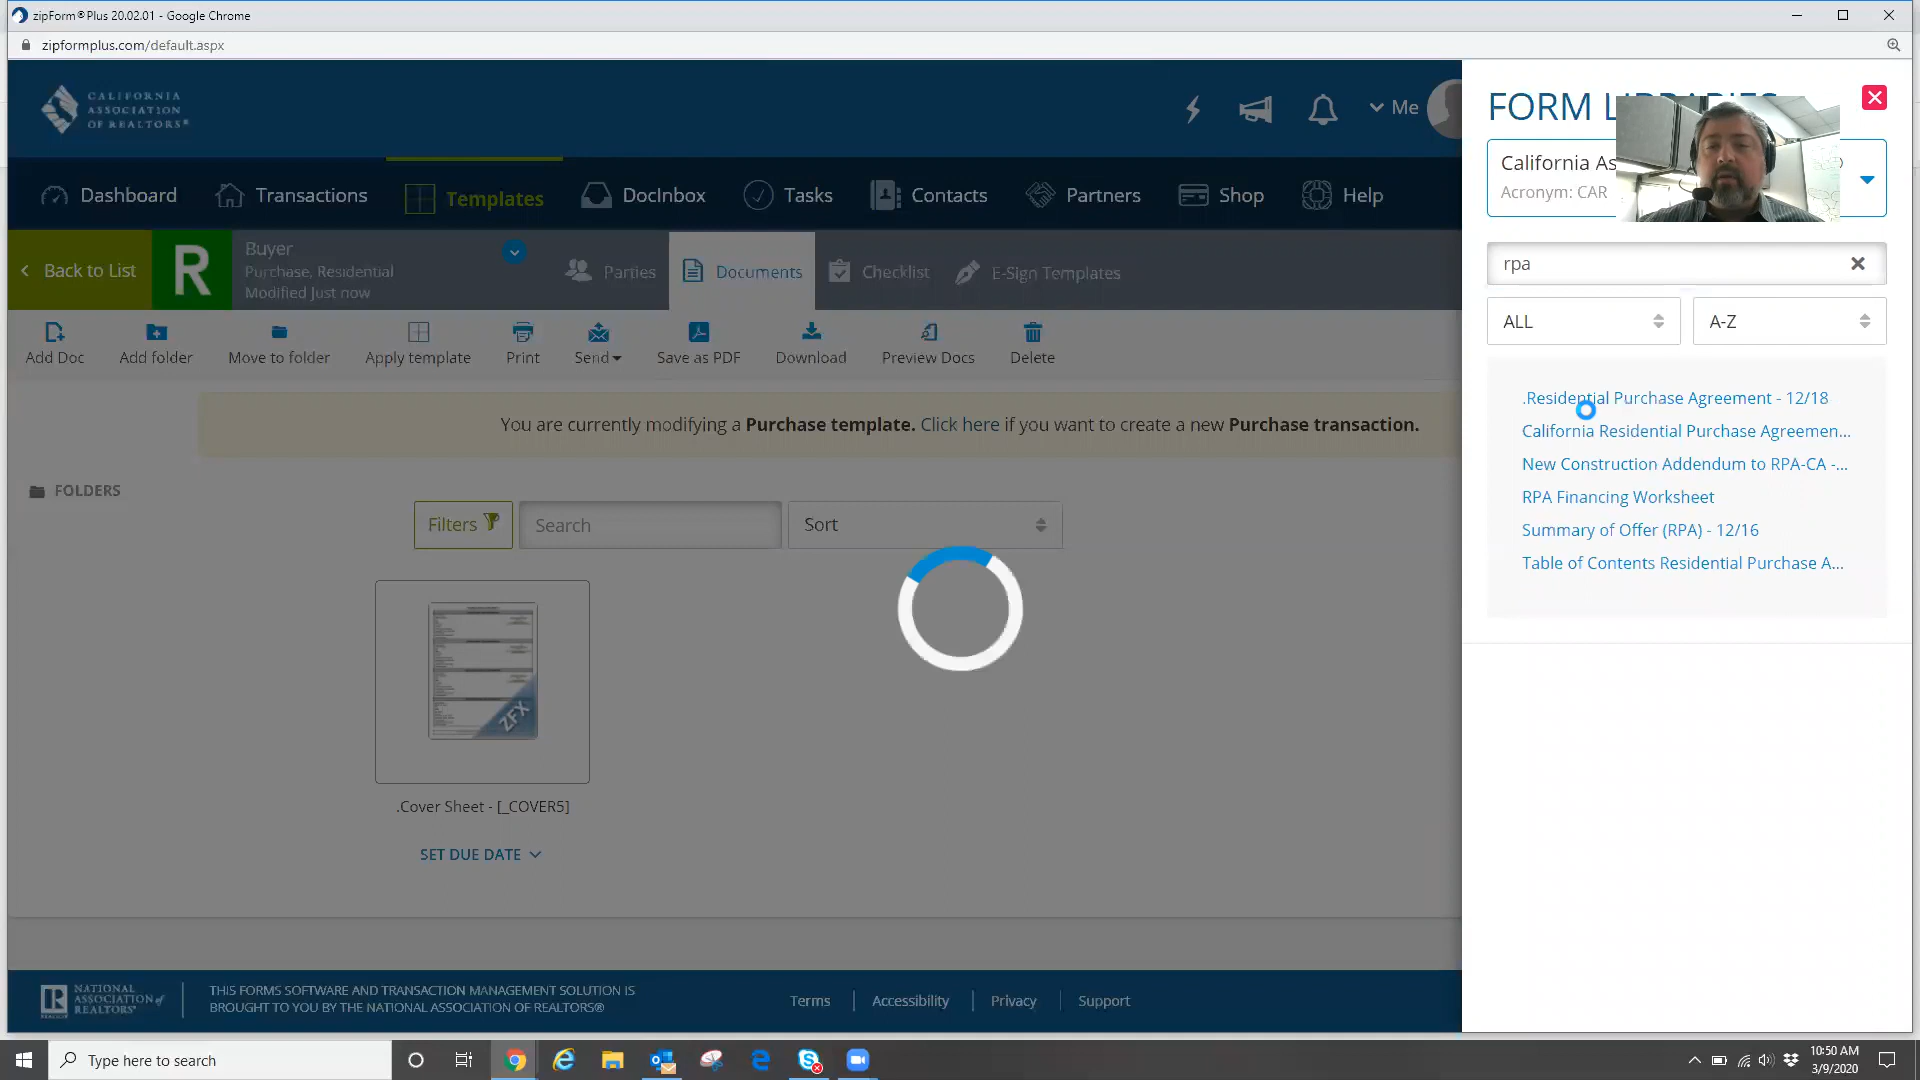 zipForm® Plus 20.02.01 - Google Chrome
zipformplus.com/default.aspx
CALIFORNIA
ASSOCIATION
OF REALTORS®
Me
Dashboard
Transactions
Templates
DocInbox
Tasks
Contacts
Partners
Shop
Help
Back to List
R
Buyer
Purchase, Residential
Modified Just now
Parties
Documents
Checklist
E-Sign Templates
Add Doc
Add folder
Move to folder
Apply template
Print
Send
Save as PDF
Download
Preview Docs
Delete
You are currently modifying a Purchase template. Click here if you want to create a new Purchase transaction.
FOLDERS
Filters
Search
Sort
ZFX
.Cover Sheet - [_COVER5]
SET DUE DATE
FORM
California As
Acronym: CAR
rpa
ALL
A-Z
.Residential Purchase Agreement - 12/18
California Residential Purchase Agreemen...
New Construction Addendum to RPA-CA -...
RPA Financing Worksheet
Summary of Offer (RPA) - 12/16
Table of Contents Residential Purchase A...
NATIONAL
ASSOCIATION of
REALTORS®
THIS FORMS SOFTWARE AND TRANSACTION MANAGEMENT SOLUTION IS
BROUGHT TO YOU BY THE NATIONAL ASSOCIATION OF REALTORS®
Terms
Accessibility
Privacy
Support
Type here to search
10:50 AM
3/9/2020